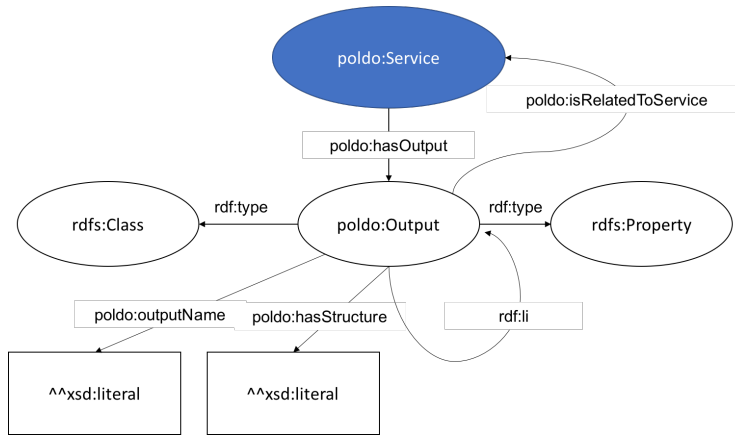 poldo:Service
poldo:isRelatedToService
poldo:hasOutput
rdf:type
rdf:type
rdfs:Class
poldo:Output
rdfs:Property
poldo:outputName
poldo:hasStructure
rdf:li
^^xsd:literal
^^xsd:literal